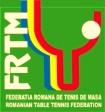 FRTM
FEDERATIA ROMANA DE TENIS DE MASA
ROMANIAN TABLE TENNIS FEDERATION